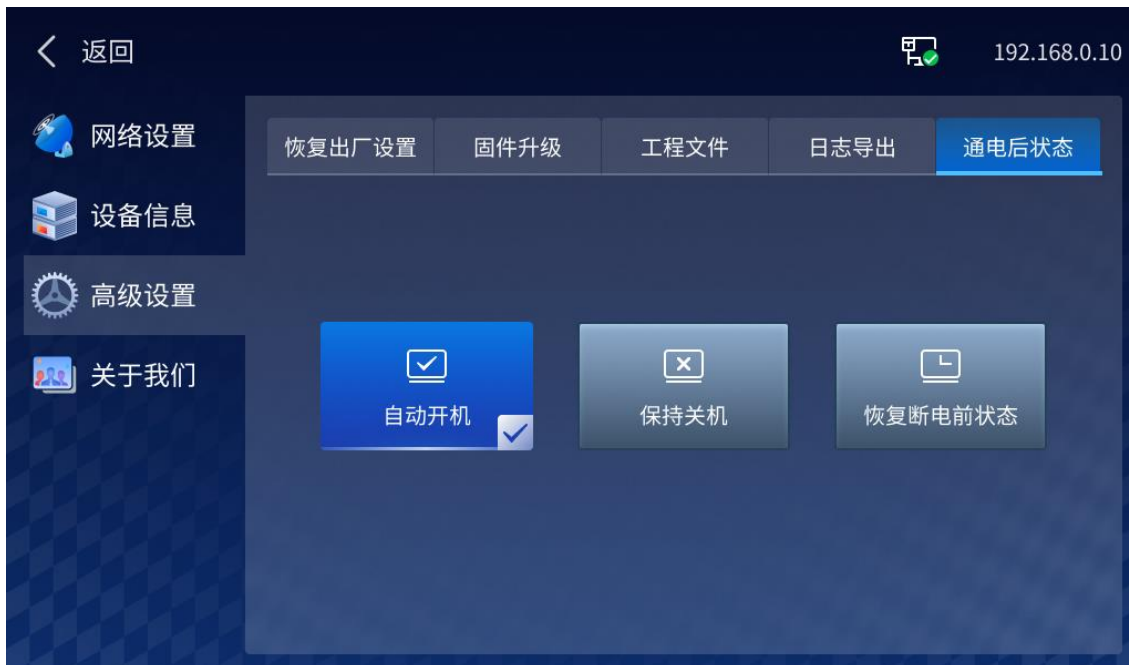 返回
192.168.0.10
网络设置
设备信息
高级设置
关于我们
恢复出厂设置 固件升级 工程文件 日志导出 通电后状态
自动开机 保持关机 恢复断电前状态